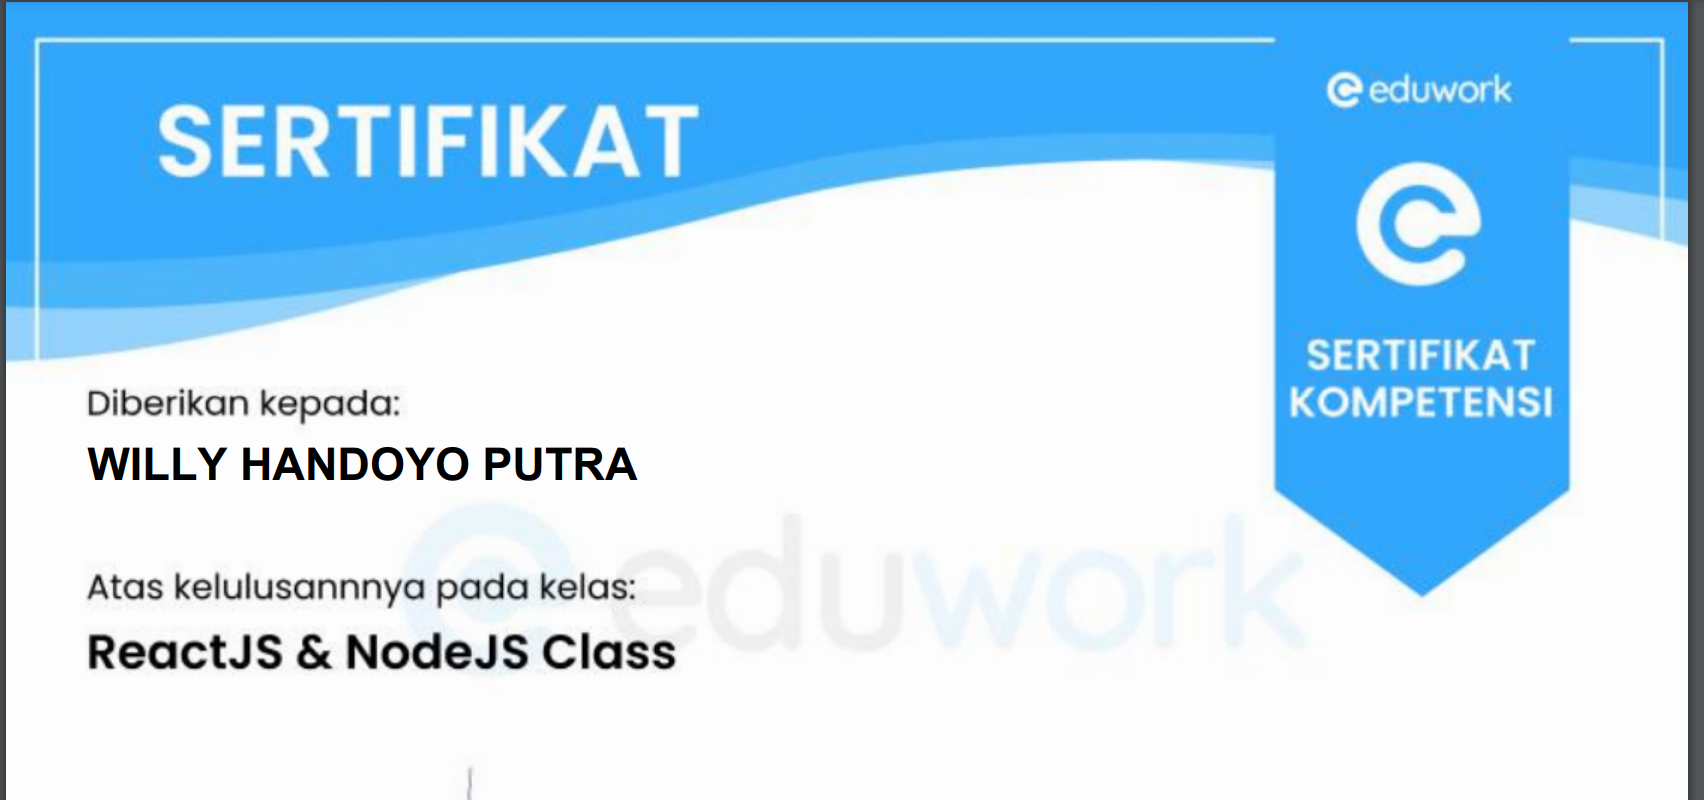 SERTIFIKAT
eduwork
SERTIFIKAT
KOMPETENSI
Diberikan kepada:
WILLY HANDOYO PUTRA
Atas kelulusannnya pada kelas:
ReactJS & NodeJS Class
eduwork